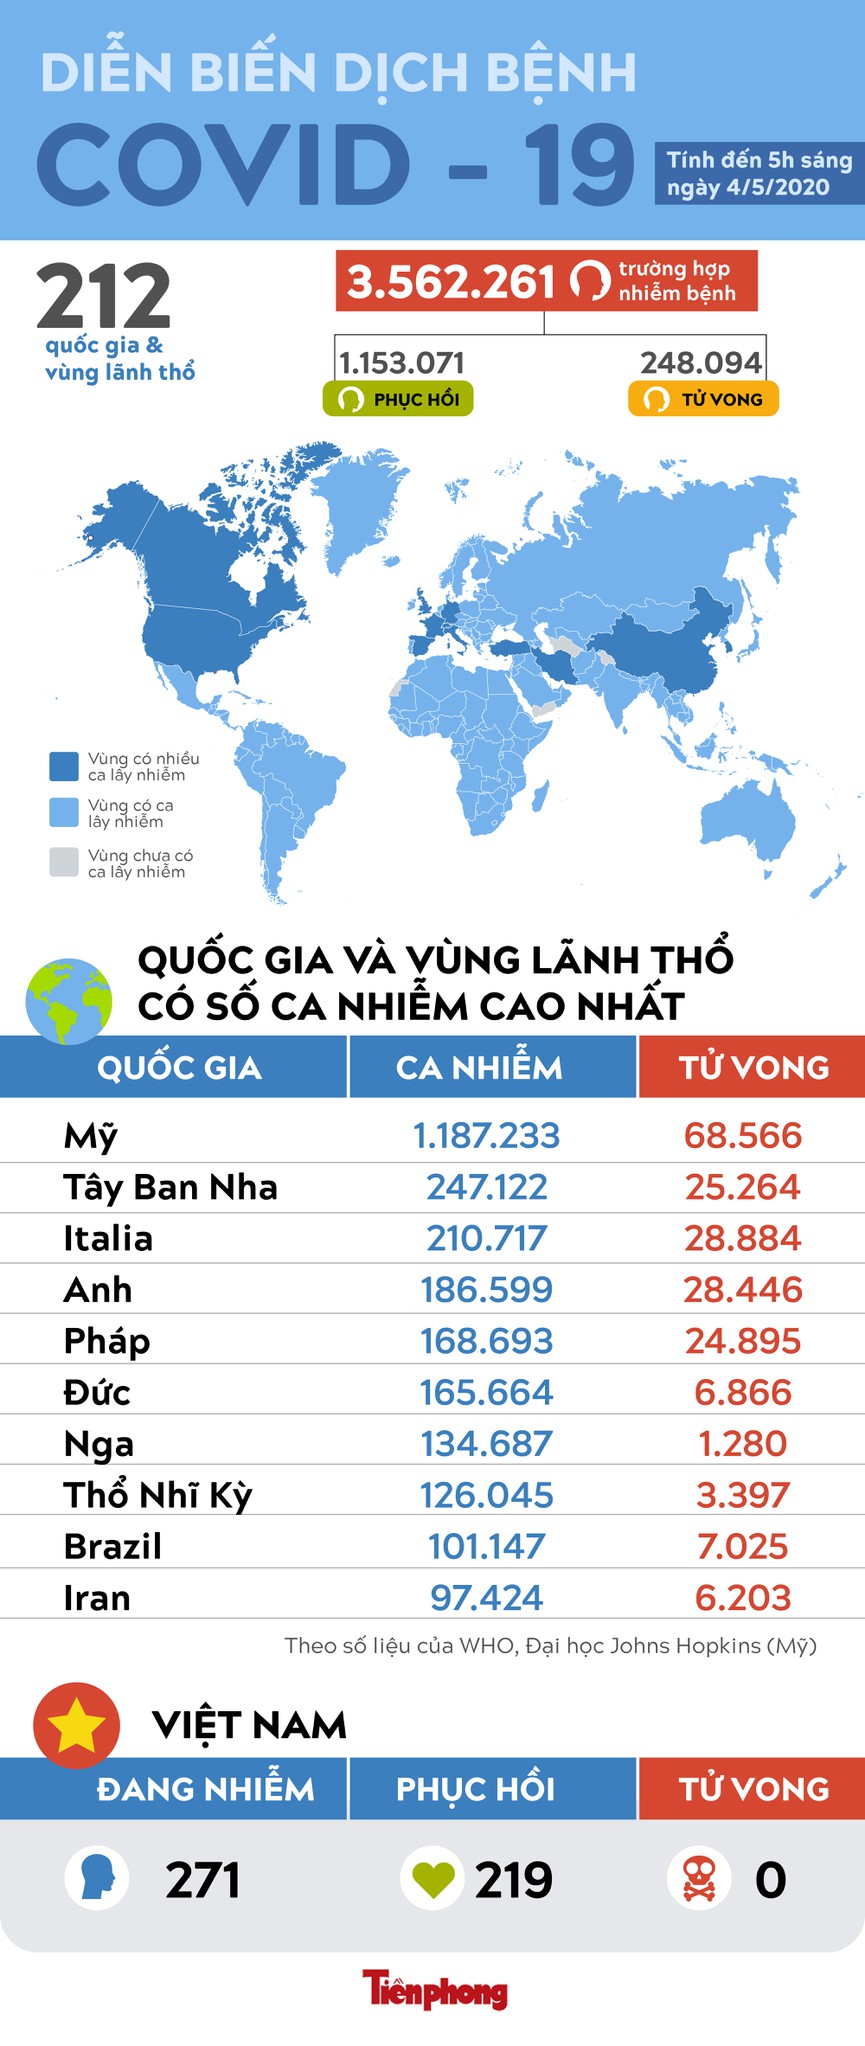 DIỄN BIẾN DỊCH BỆNH
COVID - 19
Tính đến 5h sáng
ngày 4/5/2020
212
quốc gia &
vùng lãnh thổ
3.562.261
trường hợp
nhiễm bệnh
1.153.071
PHỤC HỒI
248.094
TỬ VONG
Vùng có nhiều
ca lây nhiễm
Vùng có ca
lây nhiễm
Vùng chưa có
ca lây nhiễm
QUỐC GIA VÀ VÙNG LÃNH THỔ
CÓ SỐ CA NHIỄM CAO NHẤT
QUỐC GIA CA NHIỄM TỬ VONG
Mỹ 1.187.233 68.566
Tây Ban Nha 247.122 25.264
Italia 210.717 28.884
Anh 186.599 28.446
Pháp 168.693 24.895
Đức 165.664 6.866
Nga 134.687 1.280
Thổ Nhĩ Kỳ 126.045 3.397
Brazil 101.147 7.025
Iran 97.424 6.203
Theo số liệu của WHO, Đại học Johns Hopkins (Mỹ)
VIỆT NAM
ĐANG NHIỄM PHỤC HỒI TỬ VONG
271 219 0
Tiềnphong